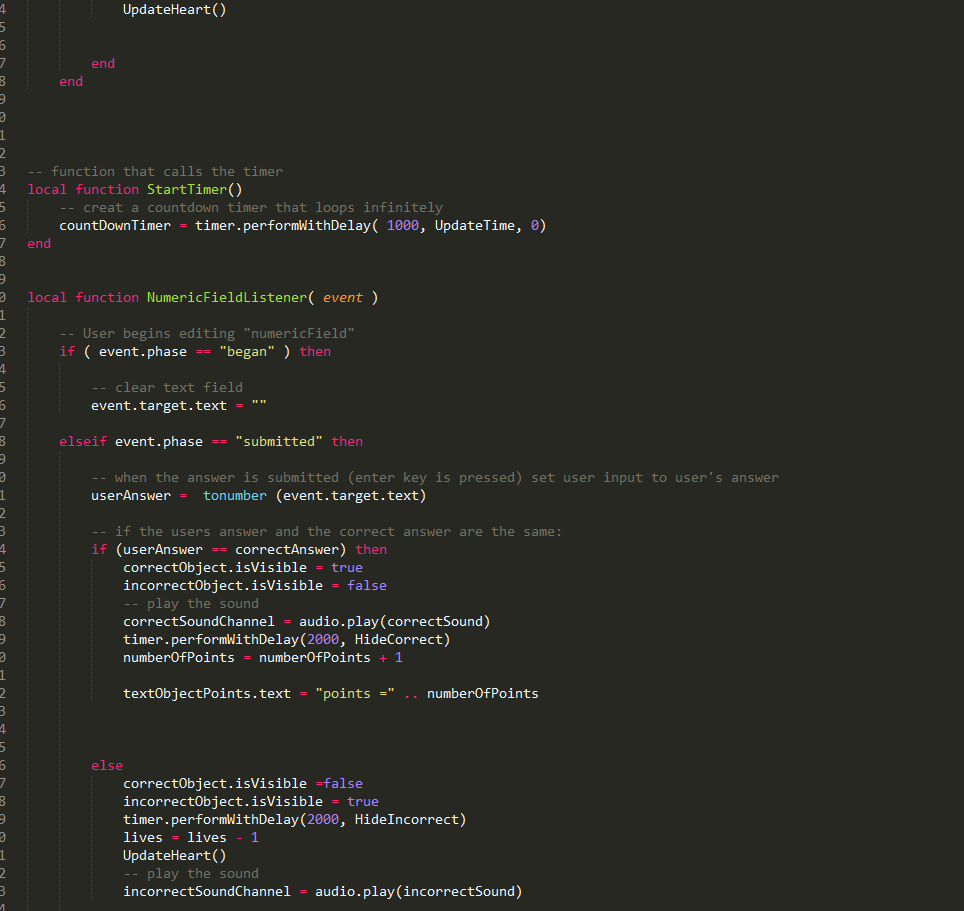 4 UpdateHeart()
5
6
7 end
8 end
9
0
1
2
3 -- function that calls the timer
4 local function StartTimer()
5 -- creat a countdown timer that loops infinitely
6 countDownTimer = timer.performWithDelay( 1000, UpdateTime, 0)
7 end
8
9
0 local function NumericFieldListener( event )
1
2 -- User begins editing "numericField"
3 if ( event.phase == "began" ) then
4
5 -- clear text field
6 event.target.text = ""
7
8 elseif event.phase == "submitted" then
9
0 -- when the answer is submitted (enter key is pressed) set user input to user's answer
1 userAnswer = tonumber (event.target.text)
2
3 -- if the users answer and the correct answer are the same:
4 if (userAnswer == correctAnswer) then
5 correctObject.isVisible = true
6 incorrectObject.isVisible = false
7 -- play the sound
8 correctSoundChannel = audio.play(correctSound)
9 timer.performWithDelay(2000, HideCorrect)
0 numberOfPoints = numberOfPoints + 1
1
2 textObjectPoints.text = "points =" .. numberOfPoints
3
4
5
6 else
7 correctObject.isVisible =false
8 incorrectObject.isVisible = true
9 timer.performWithDelay(2000, HideIncorrect)
0 lives = lives - 1
1 UpdateHeart()
2 -- play the sound
3 incorrectSoundChannel = audio.play(incorrectSound)
4